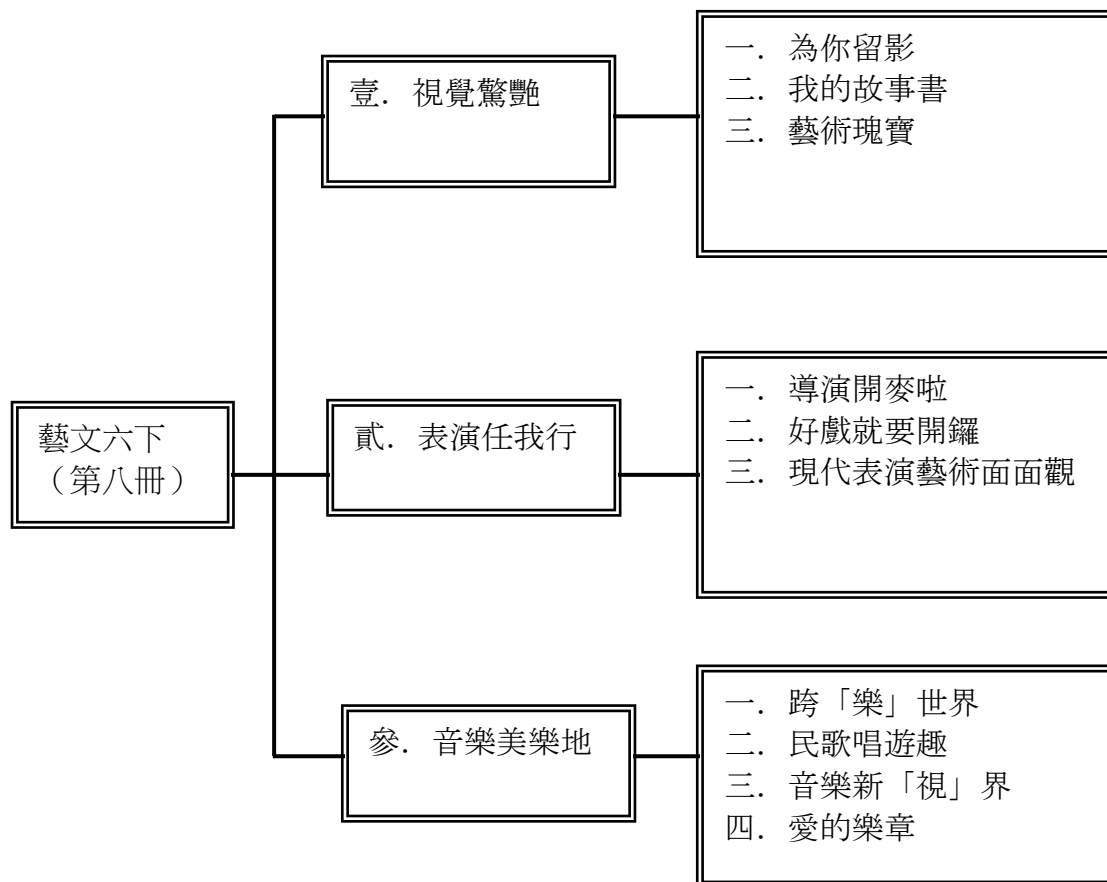 藝文六下
（第八冊）
壹．視覺驚艷
一．為你留影
二．我的故事書
三．藝術瑰寶
貳．表演任我行
一．導演開麥啦
二．好戲就要開鑼
三．現代表演藝術面面觀
參．音樂美樂地
一．跨「樂」世界
二．民歌唱遊趣
三．音樂新「視」界
四．愛的樂章